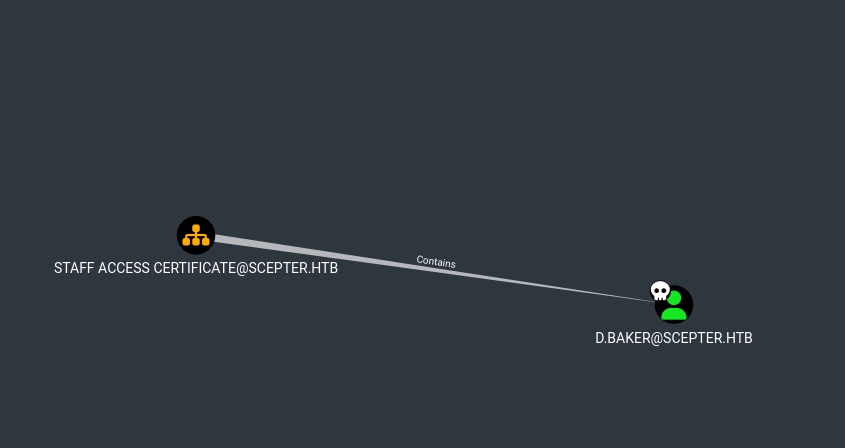 Contains
STAFF ACCESS CERTIFICATE@SCEPTER.HTB
D.BAKER@SCEPTER.HTB